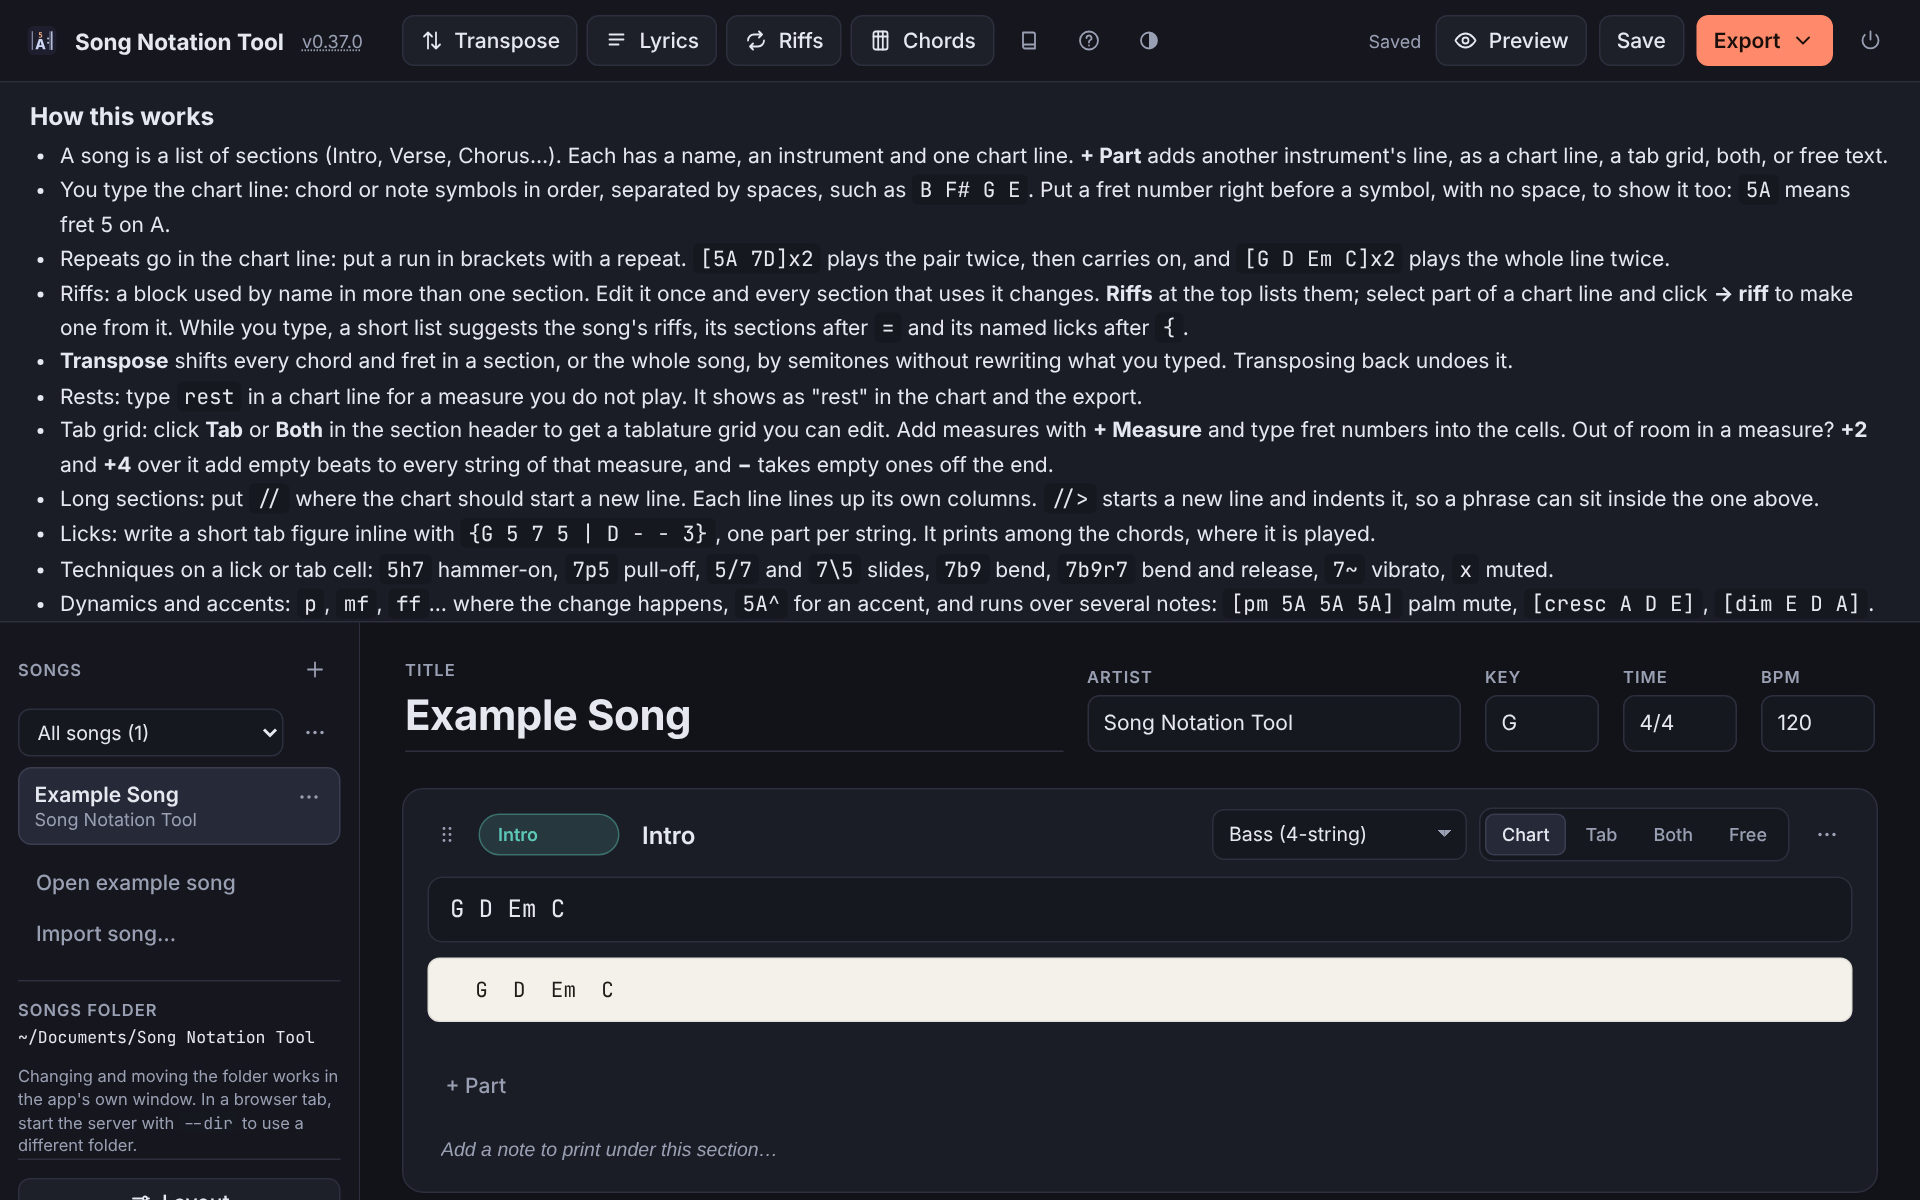 Song Notation Tool v0.37.0 Transpose Lyrics Riffs Chords Saved Preview Save Export
How this works
• A song is a list of sections (Intro, Verse, Chorus...). Each has a name, an instrument and one chart line. + Part adds another instrument's line, as a chart line, a tab grid, both, or free text.
• You type the chart line: chord or note symbols in order, separated by spaces, such as B F# G E. Put a fret number right before a symbol, with no space, to show it too: 5A means
fret 5 on A.
• Repeats go in the chart line: put a run in brackets with a repeat. [5A 7D]x2 plays the pair twice, then carries on, and [G D Em C]x2 plays the whole line twice.
• Riffs: a block used by name in more than one section. Edit it once and every section that uses it changes. Riffs at the top lists them; select part of a chart line and click → riff to make
one from it. While you type, a short list suggests the song's riffs, its sections after = and its named licks after {.
• Transpose shifts every chord and fret in a section, or the whole song, by semitones without rewriting what you typed. Transposing back undoes it.
• Rests: type rest in a chart line for a measure you do not play. It shows as "rest" in the chart and the export.
• Tab grid: click Tab or Both in the section header to get a tablature grid you can edit. Add measures with + Measure and type fret numbers into the cells. Out of room in a measure? +2
and +4 over it add empty beats to every string of that measure, and – takes empty ones off the end.
• Long sections: put // where the chart should start a new line. Each line lines up its own columns. //> starts a new line and indents it, so a phrase can sit inside the one above.
• Licks: write a short tab figure inline with {G 5 7 5 | D - - 3}, one part per string. It prints among the chords, where it is played.
• Techniques on a lick or tab cell: 5h7 hammer-on, 7p5 pull-off, 5/7 and 7\5 slides, 7b9 bend, 7b9r7 bend and release, 7~ vibrato, x muted.
• Dynamics and accents: p, mf, ff... where the change happens, 5A^ for an accent, and runs over several notes: [pm 5A 5A 5A] palm mute, [cresc A D E], [dim E D A].
SONGS
All songs (1)
Example Song
Song Notation Tool
Open example song
Import song...
SONGS FOLDER
~/Documents/Song Notation Tool
Changing and moving the folder works in
the app's own window. In a browser tab,
start the server with --dir to use a
different folder.
Layout
TITLE
Example Song
ARTIST
Song Notation Tool
KEY
G
TIME
4/4
BPM
120
Intro Intro Bass (4-string) Chart Tab Both Free
G D Em C
G D Em C
+ Part
Add a note to print under this section...